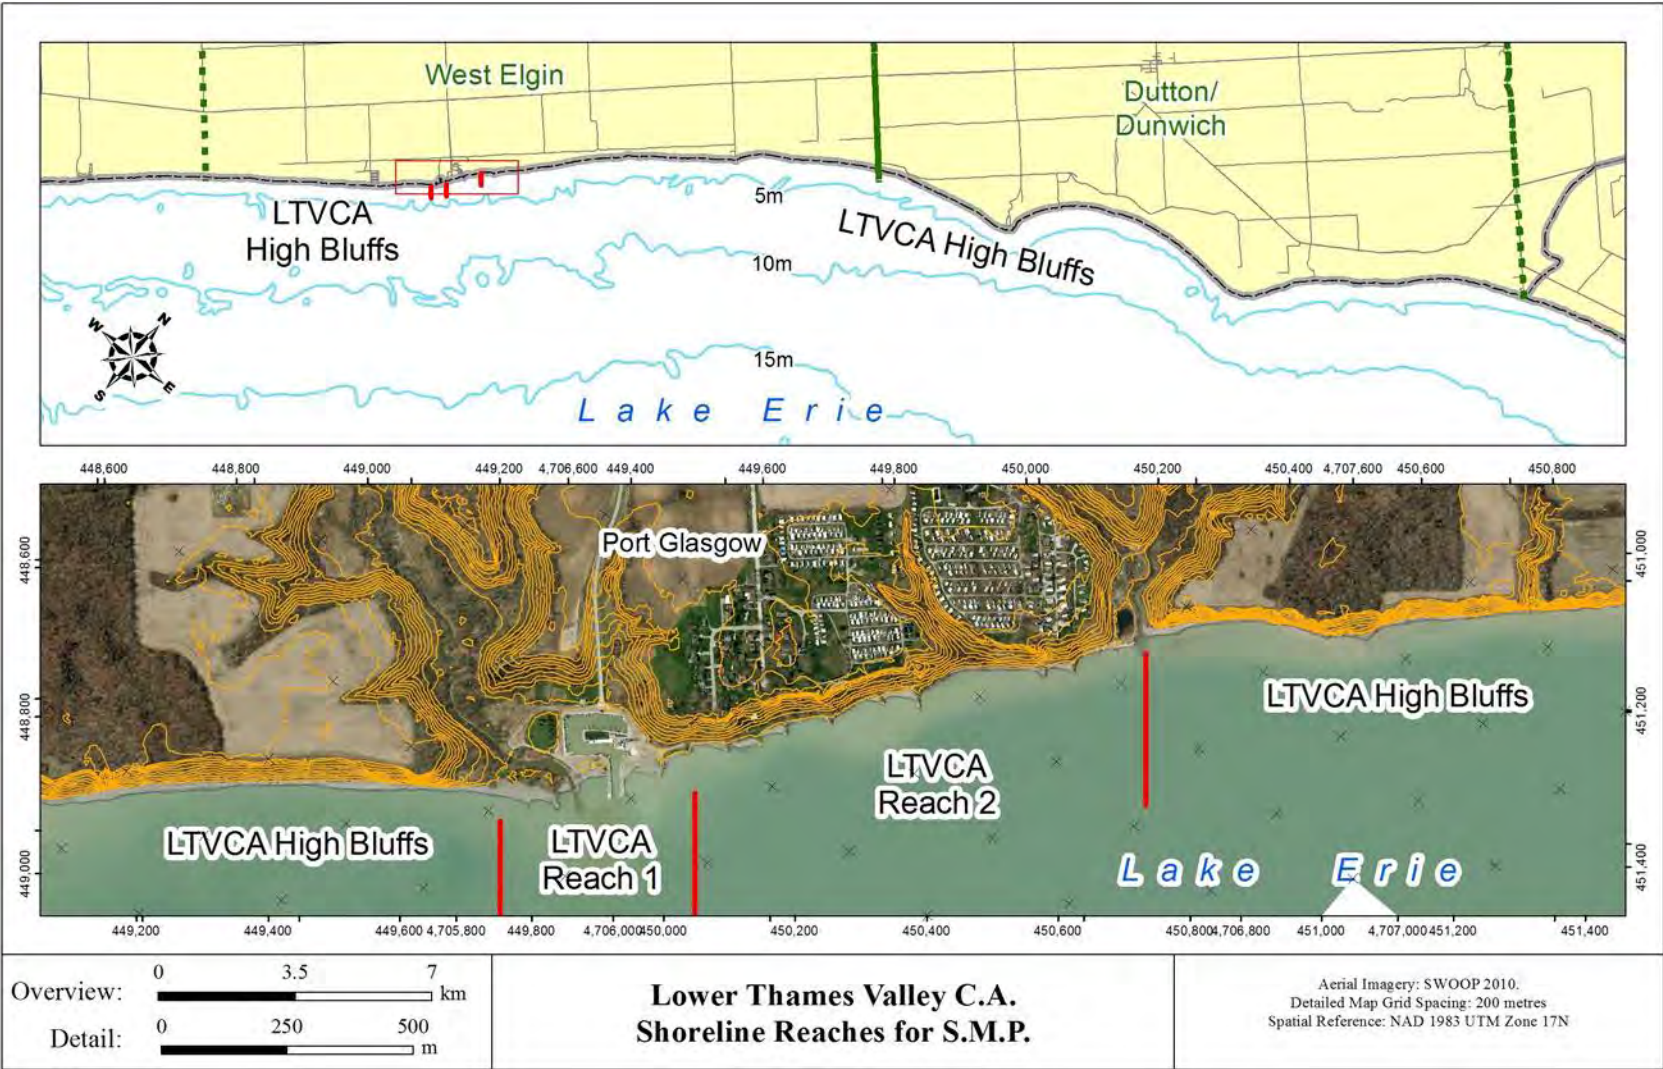 West Elgin
Dutton/
Dunwich
LTVCA
High Bluffs
5m
LTVCA High Bluffs
10m
15m
W N
S E
Lake Erie
448,600 448,800 449,000 449,200 4,706,600 449,400 449,600 449,800 450,000 450,200 450,400 4,707,600 450,600 450,800
448,600
448,800
449,000
Port Glasgow
LTVCA High Bluffs
LTVCA
Reach 1
LTVCA
Reach 2
LTVCA High Bluffs
Lake Erie
451,000
451,200
451,400
449,200 449,400 449,600 4,705,800 449,800 4,706,000 450,000 450,200 450,400 450,600 450,800 4,706,800 451,000 4,707,000 451,200 451,400
Overview:
0 3.5 7
km
Detail:
0 250 500
m
Lower Thames Valley C.A.
Shoreline Reaches for S.M.P.
Aerial Imagery: SWOOP 2010.
Detailed Map Grid Spacing: 200 metres
Spatial Reference: NAD 1983 UTM Zone 17N